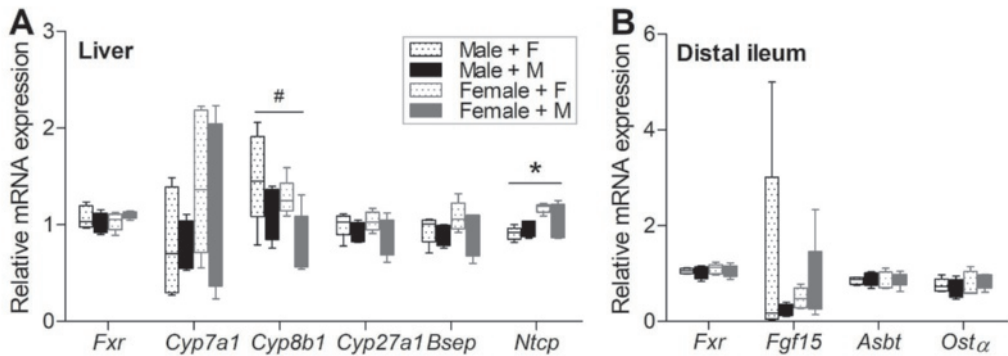 A
Liver
Relative mRNA expression
3
2
1
0
Male + F
Male + M
Female + F
Female + M
#
*
Fxr Cyp7a1 Cyp8b1 Cyp27a1 Bsep Ntcp
B
Distal ileum
Relative mRNA expression
6
4
2
0
Fxr Fgf15 Asbt Ostα